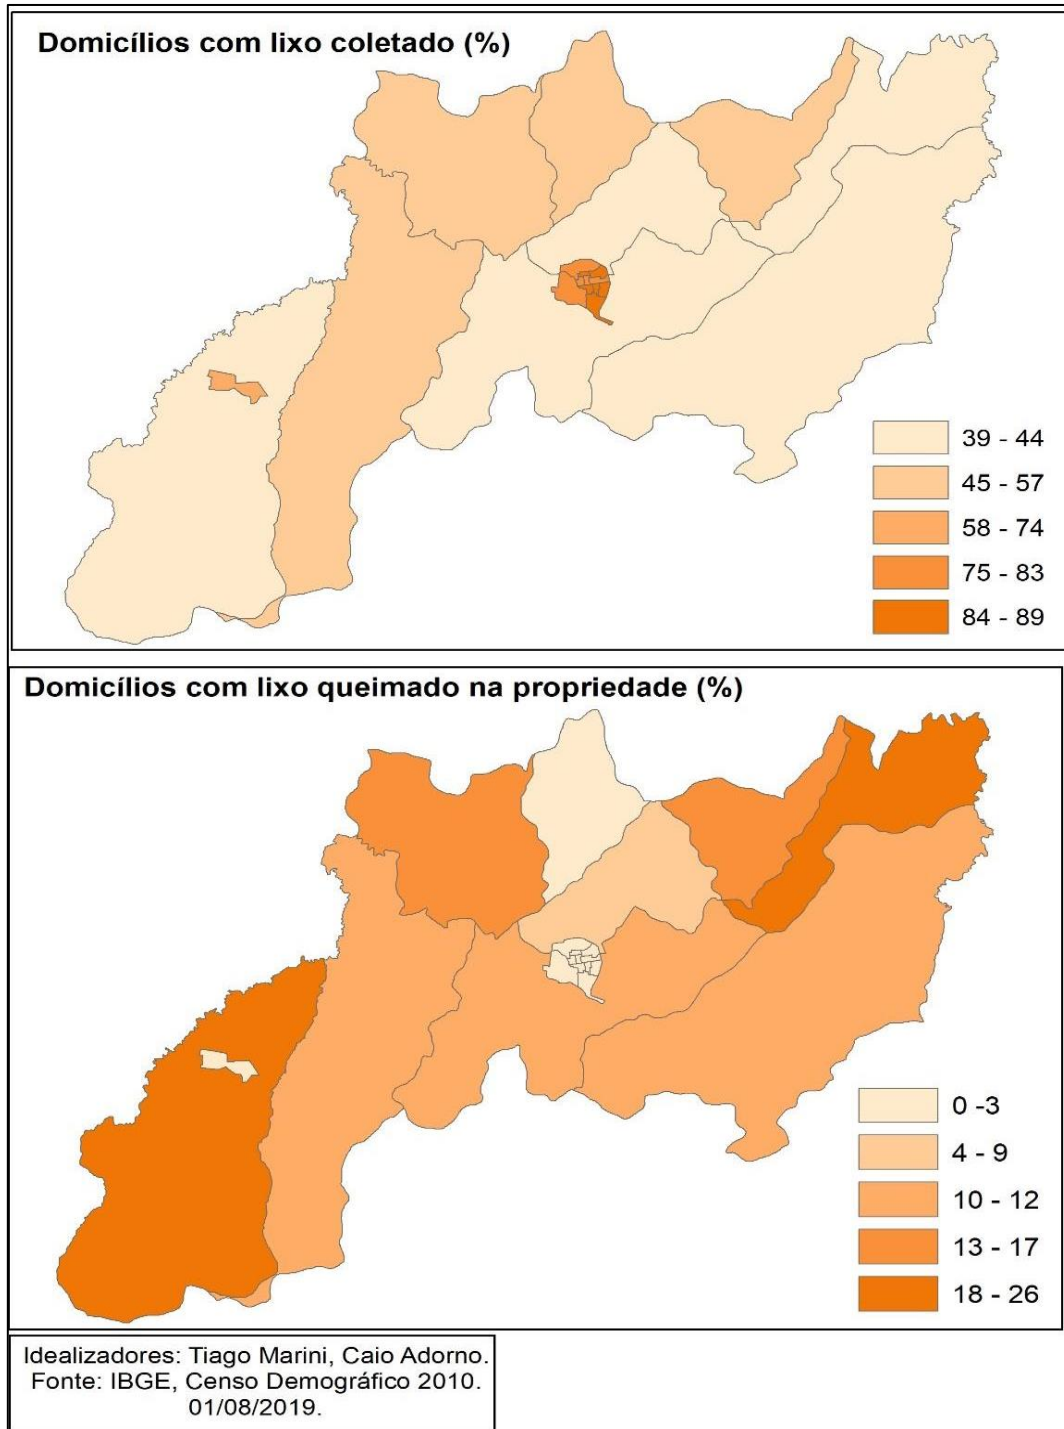 Domicílios com lixo coletado (%)
39 - 44
45 - 57
58 - 74
75 - 83
84 - 89
Domicílios com lixo queimado na propriedade (%)
0 -3
4 - 9
10 - 12
13 - 17
18 - 26
Idealizadores: Tiago Marini, Caio Adorno.
Fonte: IBGE, Censo Demográfico 2010.
01/08/2019.